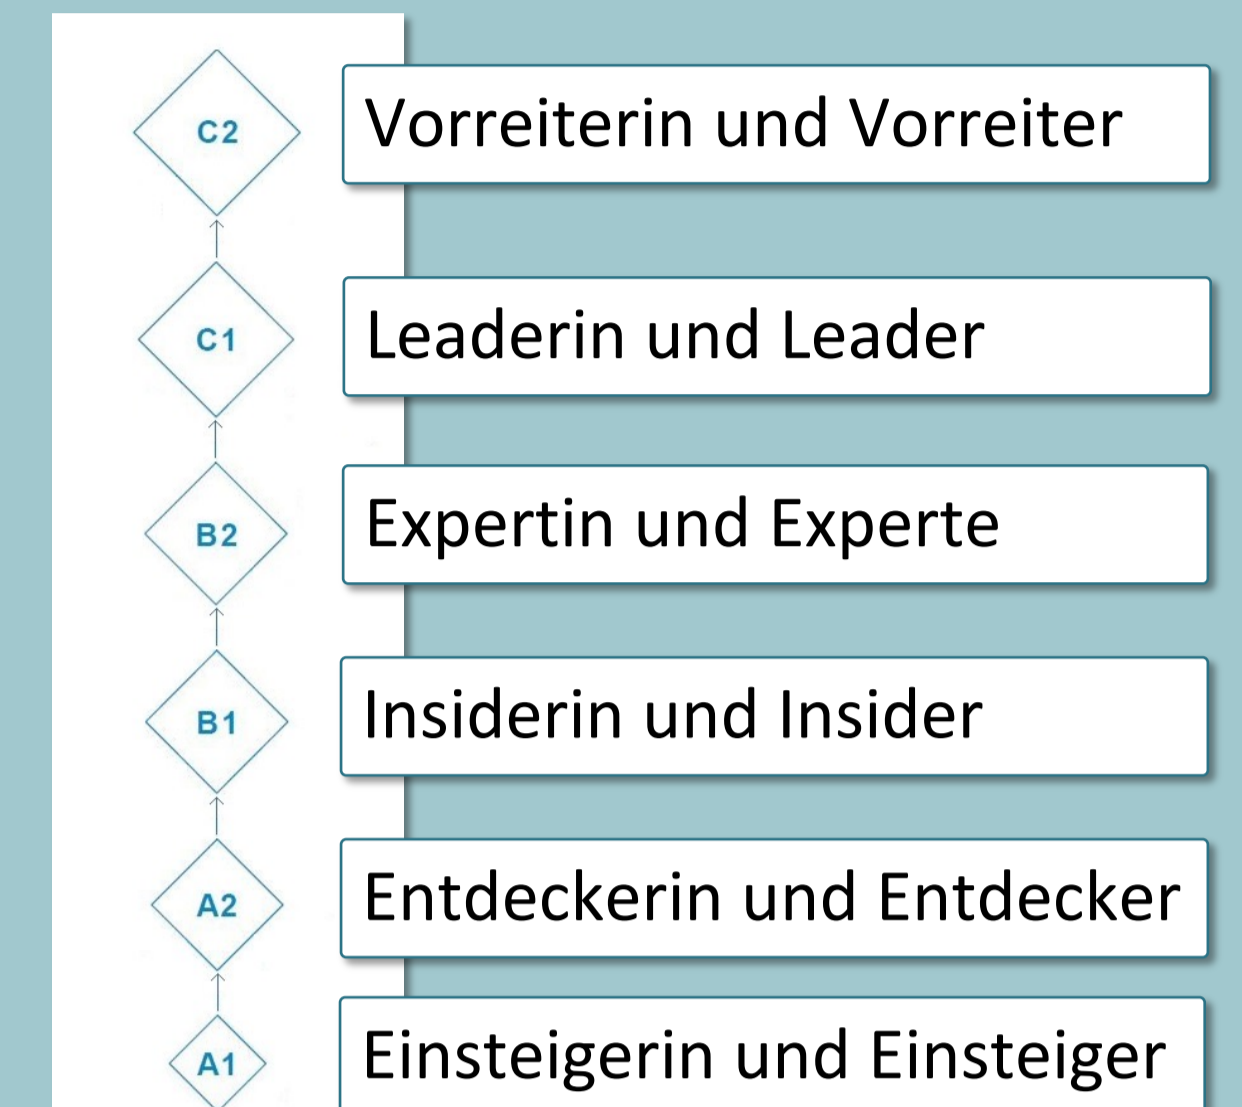 C2 Vorreiterin und Vorreiter
C1 Leaderin und Leader
B2 Expertin und Experte
B1 Insiderin und Insider
A2 Entdeckerin und Entdecker
A1 Einsteigerin und Einsteiger